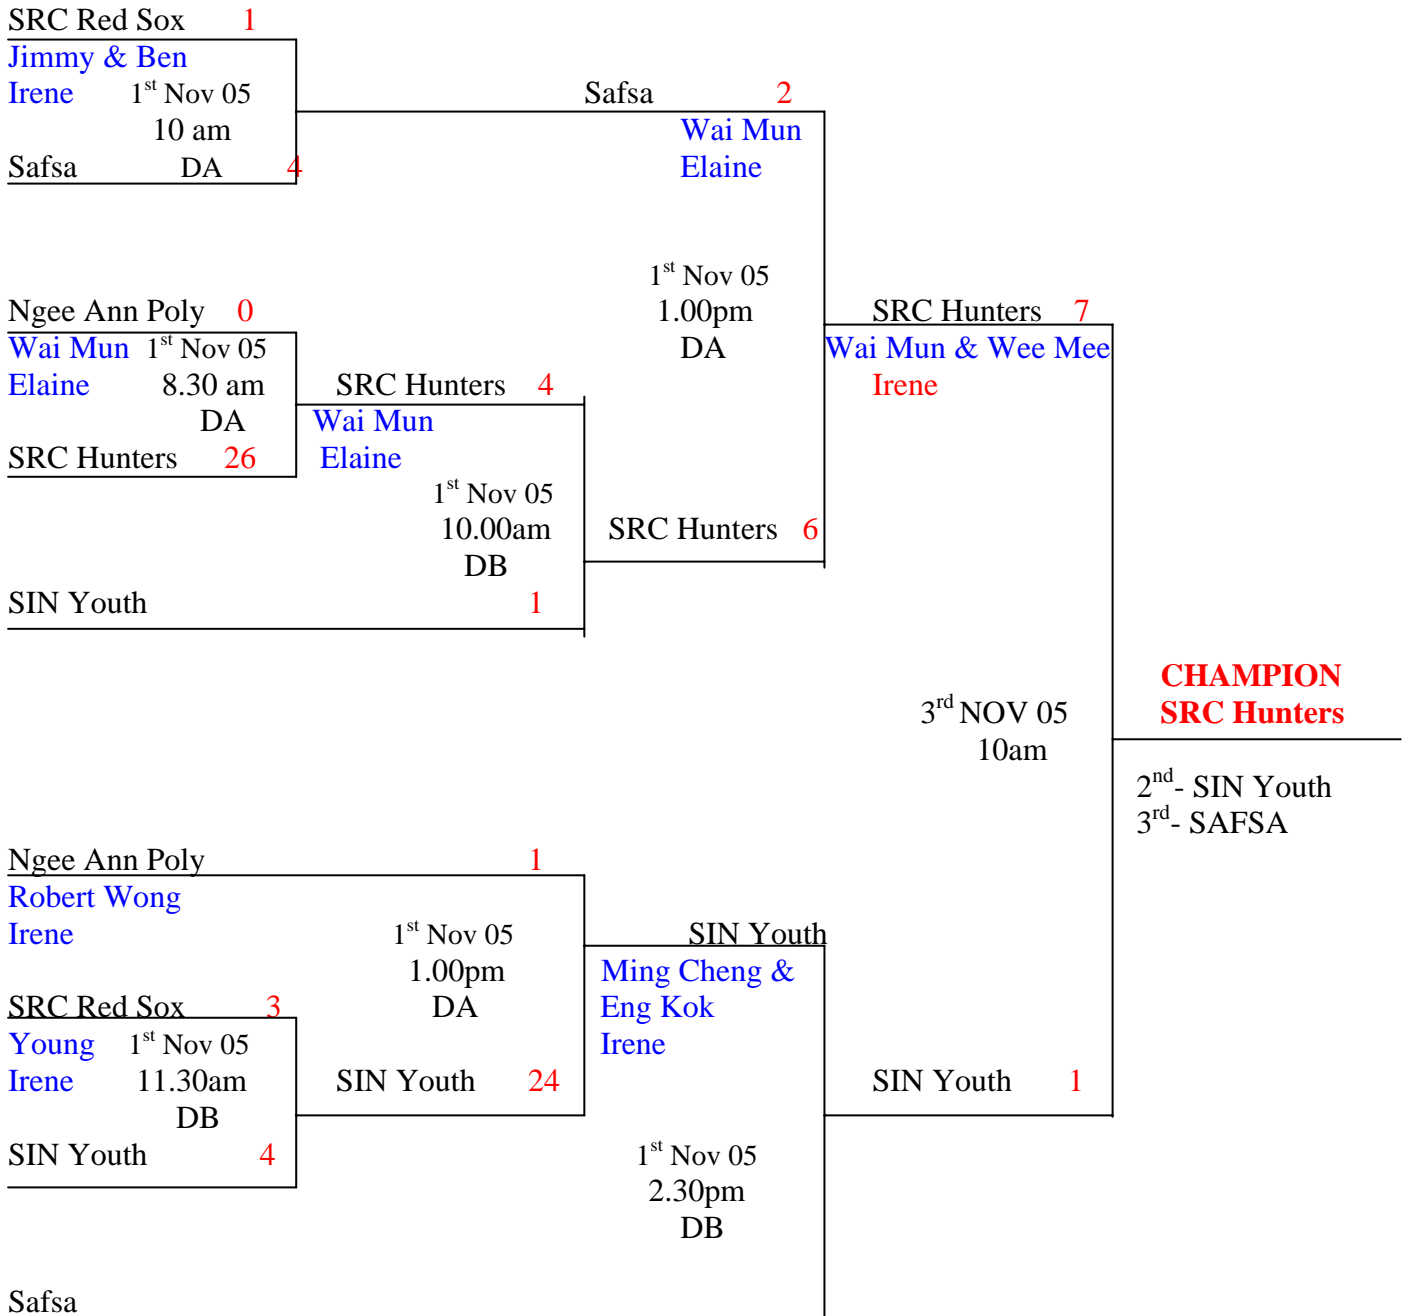 SRC Red Sox 1
Jimmy & Ben
Irene 1st Nov 05
10 am
Safsa DA 4
Safsa 2
Wai Mun
Elaine
1st Nov 05
1.00pm
DA
Ngee Ann Poly 0
Wai Mun 1st Nov 05
Elaine 8.30 am
DA
SRC Hunters 26
SRC Hunters 4
Wai Mun
Elaine
1st Nov 05
10.00am
DB
SRC Hunters 6
SIN Youth 1
SRC Hunters 7
Wai Mun & Wee Mee
Irene
3rd NOV 05
10am
CHAMPION
SRC Hunters
2nd- SIN Youth
3rd- SAFSA
Ngee Ann Poly 1
Robert Wong
Irene
1st Nov 05
1.00pm
DA
SRC Red Sox 3
Young 1st Nov 05
Irene 11.30am
DB
SIN Youth 4
SIN Youth 24
SIN Youth
Ming Cheng &
Eng Kok
Irene
SIN Youth 1
1st Nov 05
2.30pm
DB
Safsa